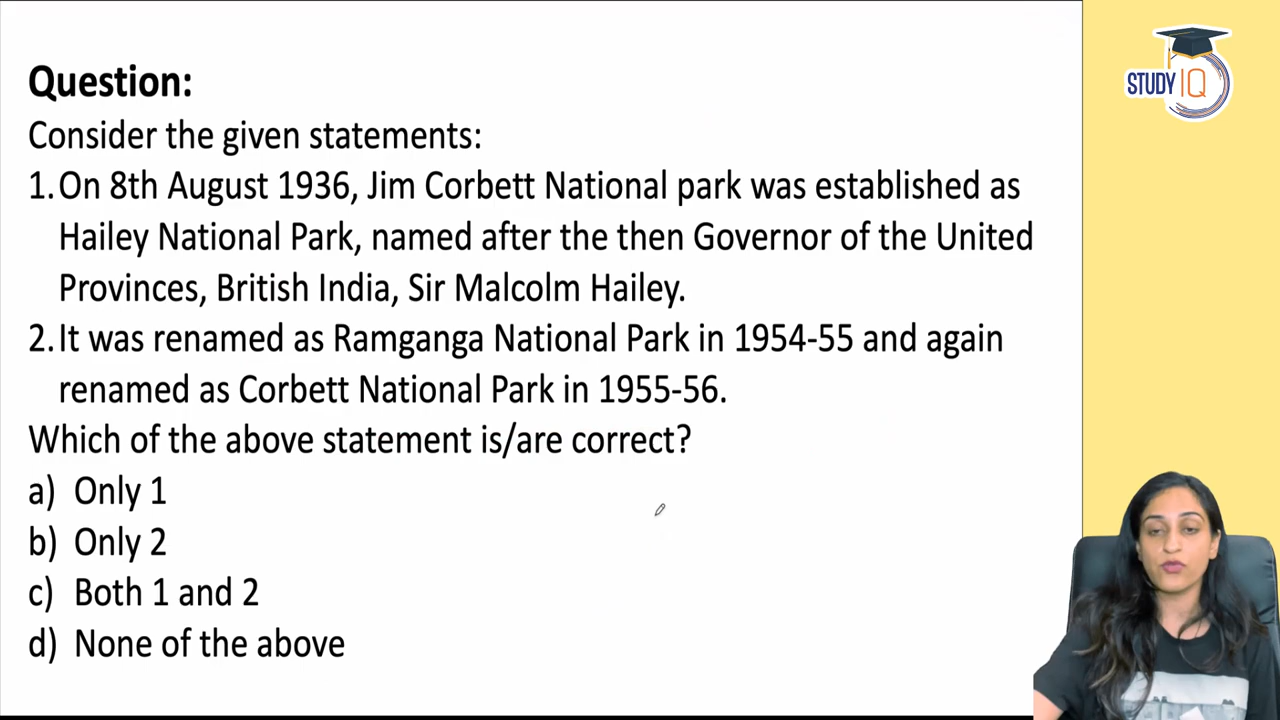 Question:
Consider the given statements:
1. On 8th August 1936, Jim Corbett National park was established as
Hailey National Park, named after the then Governor of the United
Provinces, British India, Sir Malcolm Hailey.
2. It was renamed as Ramganga National Park in 1954-55 and again
renamed as Corbett National Park in 1955-56.
Which of the above statement is/are correct?
a) Only 1
b) Only 2
c) Both 1 and 2
d) None of the above
STUDY IQ